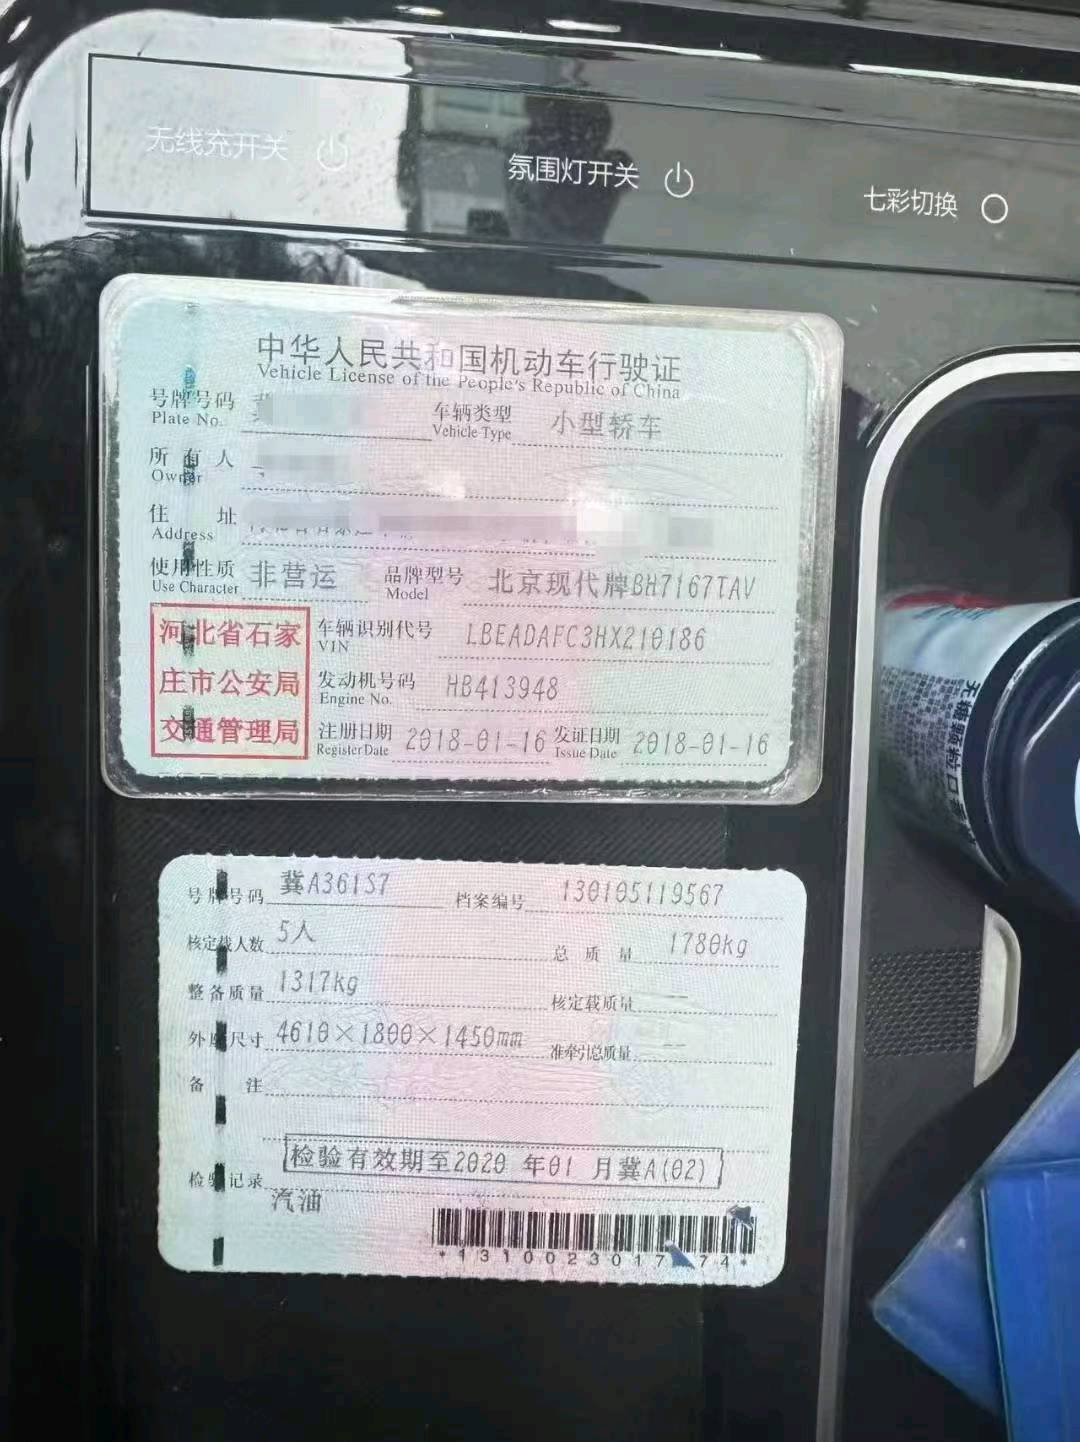 无线充开关
氛围灯开关
七彩切换
中华人民共和国机动车行驶证
Vehicle License of the People's Republic of China
号牌号码
Plate No.
车辆类型 小型轿车
Vehicle Type
所有人
Owner
住址
Address
使用性质 非营运
Use Character
品牌型号 北京现代牌BH7167TAV
Model
河北省石家
庄市公安局
交通管理局
车辆识别代号 LBEADAFC3HX210186
VIN
发动机号码 HB413948
Engine No.
注册日期 2018-01-16 发证日期 2018-01-16
Register Date Issue Date
号牌号码 冀A361S7 档案编号 130105119567
核定载人数 5人 总质量 1780kg
整备质量 1317kg 核定载质量 --
外廓尺寸 4610×1800×1450mm 准牵引总质量 --
备注
检验有效期至2020年01月冀A(02)
检验记录
汽油